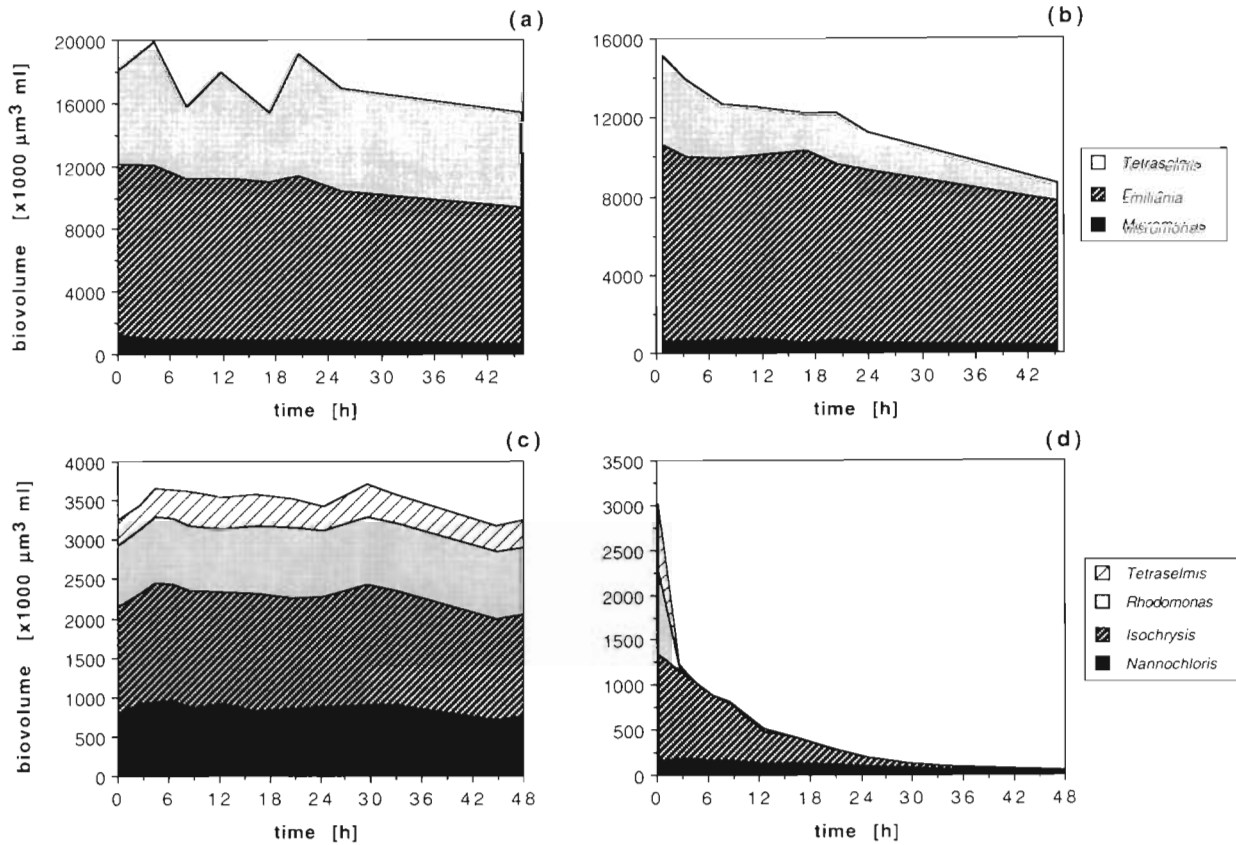 (a)
20000
16000
12000
8000
4000
0
0 6 12 18 24 30 36 42
time [h]
biovolume [x1000 µm³ ml]
(b)
16000
12000
8000
4000
0
0 6 12 18 24 30 36 42
time [h]
Tetraselmis
Emiliania
Micromonas
(c)
4000
3500
3000
2500
2000
1500
1000
500
0
0 6 12 18 24 30 36 42 48
time [h]
biovolume [x1000 µm³ ml]
(d)
3500
3000
2500
2000
1500
1000
500
0
0 6 12 18 24 30 36 42 48
time [h]
Tetraselmis
Rhodomonas
Isochrysis
Nannochloris